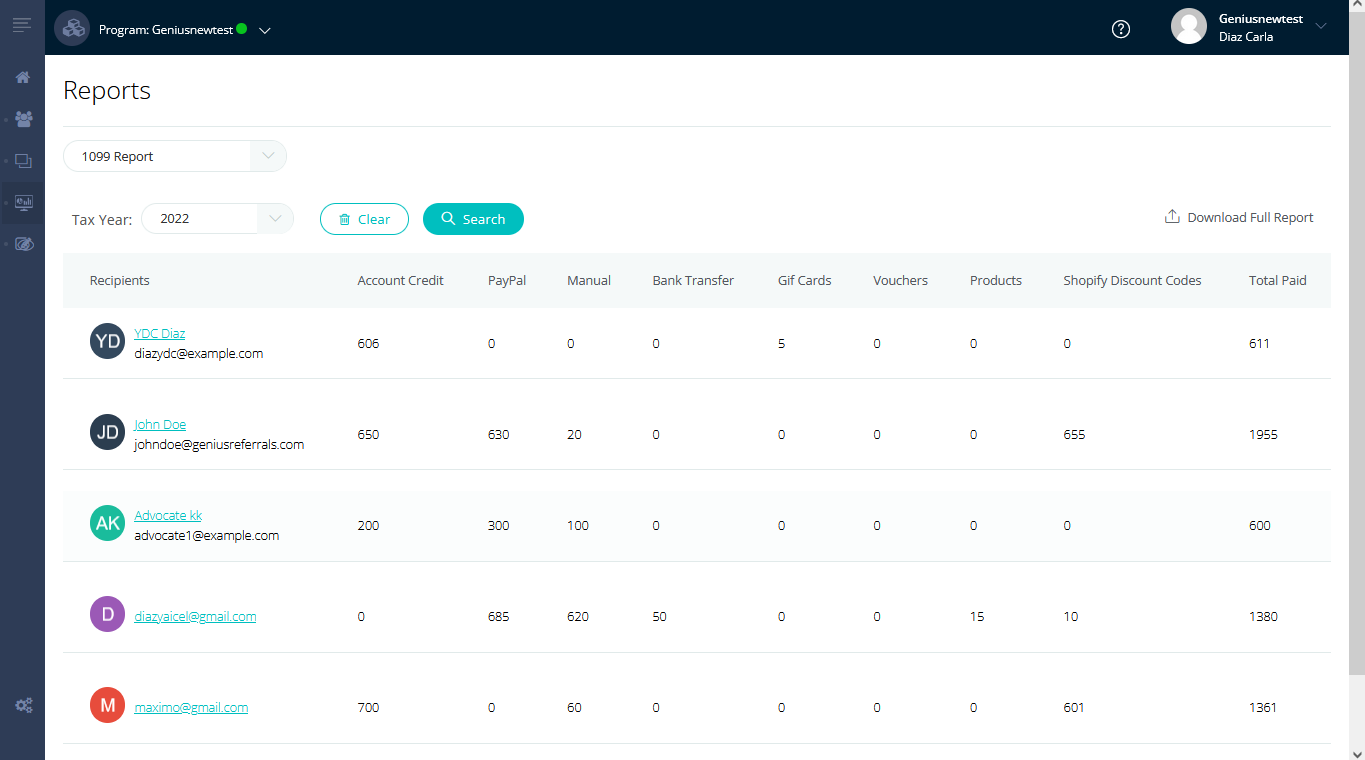 Program: Geniusnewtest
Geniusnewtest
Diaz Carla
Reports
1099 Report
Tax Year: 2022 Clear Search Download Full Report
Recipients Account Credit PayPal Manual Bank Transfer Gif Cards Vouchers Products Shopify Discount Codes Total Paid
YD YDC Diaz
diazydc@example.com 606 0 0 0 5 0 0 0 611
JD John Doe
johndoe@geniusreferrals.com 650 630 20 0 0 0 0 655 1955
AK Advocate kk
advocate1@example.com 200 300 100 0 0 0 0 0 600
D diazyaicel@gmail.com 0 685 620 50 0 0 15 10 1380
M maximo@gmail.com 700 0 60 0 0 0 0 601 1361